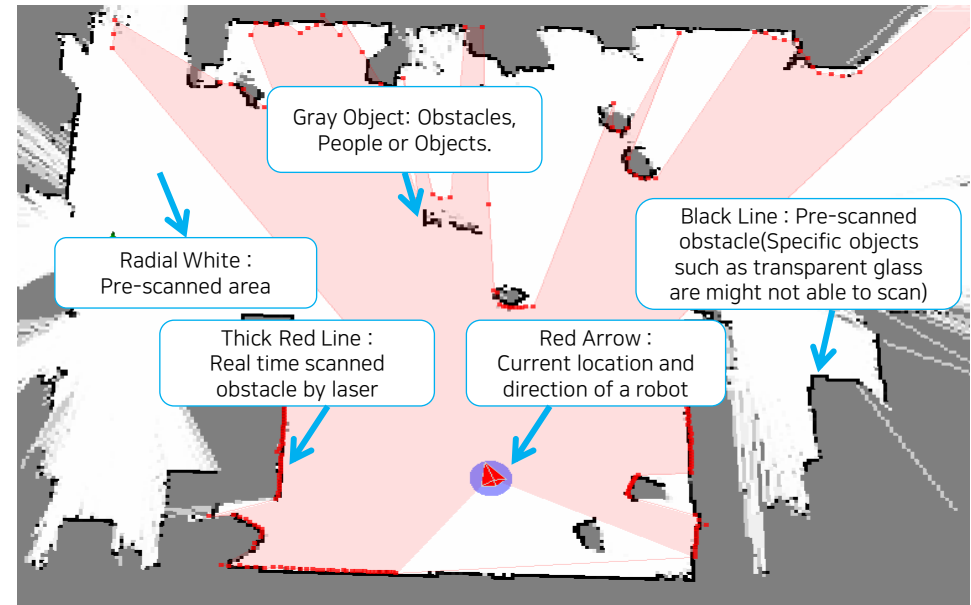 Gray Object: Obstacles,
People or Objects.
Black Line : Pre-scanned
obstacle(Specific objects
such as transparent glass
are might not able to scan)
Radial White :
Pre-scanned area
Thick Red Line :
Real time scanned
obstacle by laser
Red Arrow :
Current location and
direction of a robot